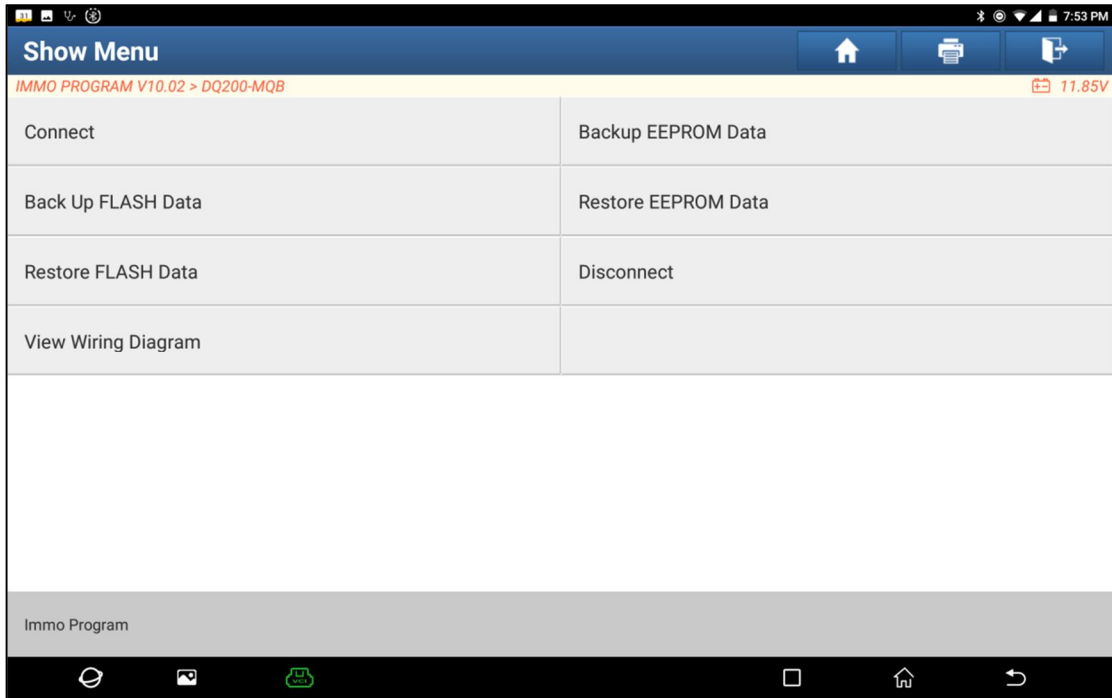 31 7:53 PM
Show Menu
IMMO PROGRAM V10.02 > DQ200-MQB 11.85V
Connect Backup EEPROM Data
Back Up FLASH Data Restore EEPROM Data
Restore FLASH Data Disconnect
View Wiring Diagram
Immo Program
VCI